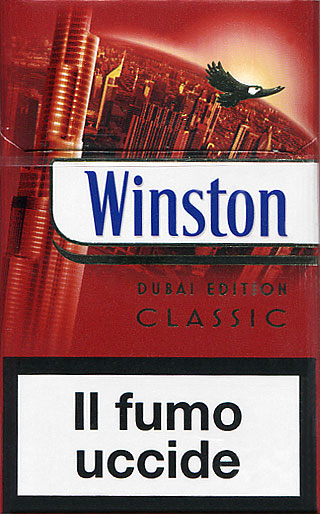 Winston
DUBAI EDITION
CLASSIC
Il fumo
uccide